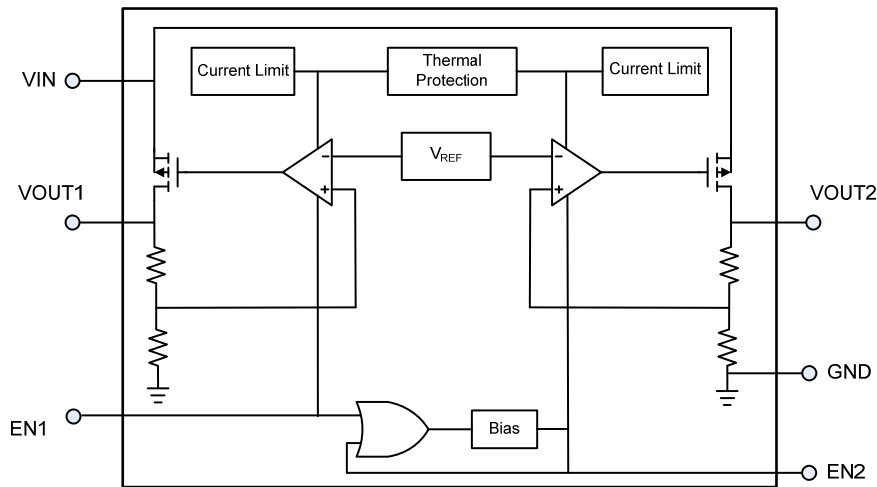 VIN
Current Limit
Thermal
Protection
Current Limit
VREF
−
−
+
+
VOUT1
VOUT2
GND
EN1
Bias
EN2